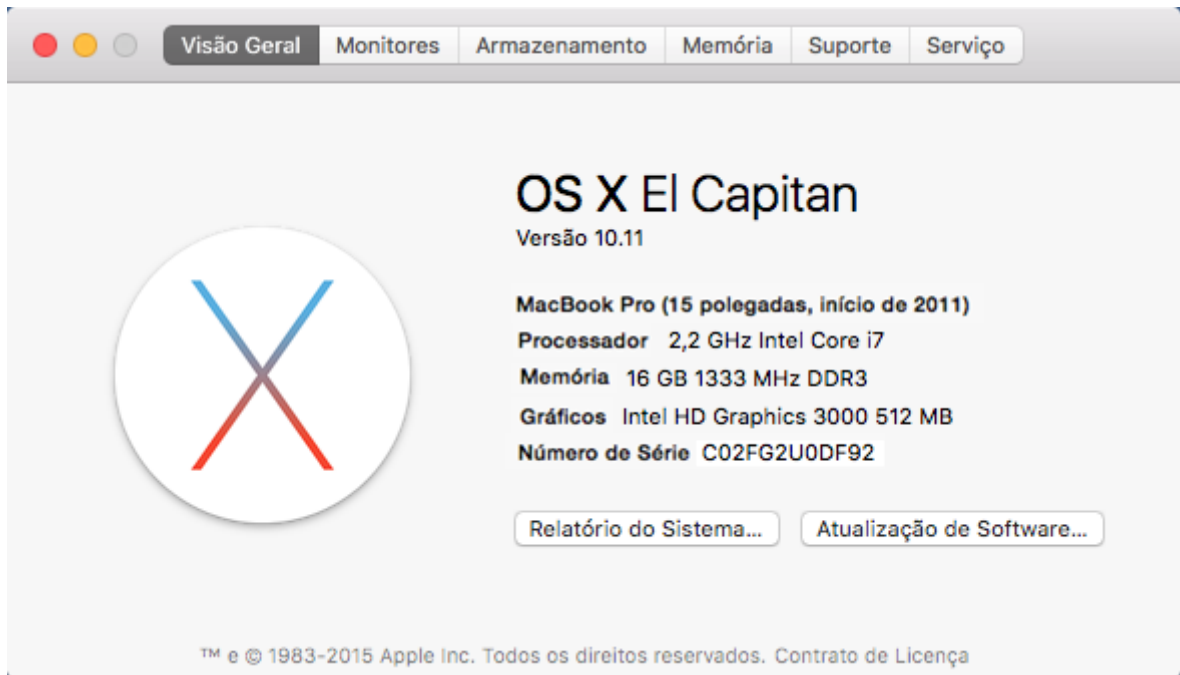 Visão Geral Monitores Armazenamento Memória Suporte Serviço
OS X El Capitan
Versão 10.11
MacBook Pro (15 polegadas, início de 2011)
Processador 2,2 GHz Intel Core i7
Memória 16 GB 1333 MHz DDR3
Gráficos Intel HD Graphics 3000 512 MB
Número de Série C02FG2U0DF92
Relatório do Sistema... Atualização de Software...
™ e © 1983-2015 Apple Inc. Todos os direitos reservados. Contrato de Licença